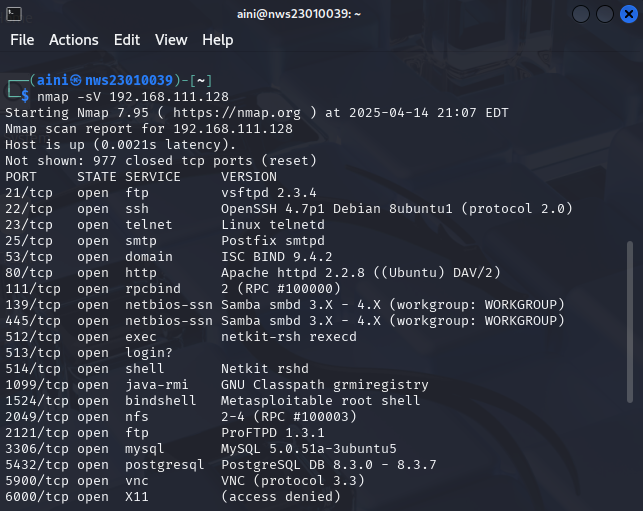 aini@nws23010039: ~
File Actions Edit View Help
┌──(aini㉿nws23010039)-[~]
└─$ nmap -sV 192.168.111.128
Starting Nmap 7.95 ( https://nmap.org ) at 2025-04-14 21:07 EDT
Nmap scan report for 192.168.111.128
Host is up (0.0021s latency).
Not shown: 977 closed tcp ports (reset)
PORT     STATE SERVICE     VERSION
21/tcp   open  ftp         vsftpd 2.3.4
22/tcp   open  ssh         OpenSSH 4.7p1 Debian 8ubuntu1 (protocol 2.0)
23/tcp   open  telnet      Linux telnetd
25/tcp   open  smtp        Postfix smtpd
53/tcp   open  domain      ISC BIND 9.4.2
80/tcp   open  http        Apache httpd 2.2.8 ((Ubuntu) DAV/2)
111/tcp  open  rpcbind     2 (RPC #100000)
139/tcp  open  netbios-ssn Samba smbd 3.X - 4.X (workgroup: WORKGROUP)
445/tcp  open  netbios-ssn Samba smbd 3.X - 4.X (workgroup: WORKGROUP)
512/tcp  open  exec        netkit-rsh rexecd
513/tcp  open  login?
514/tcp  open  shell       Netkit rshd
1099/tcp open  java-rmi    GNU Classpath grmiregistry
1524/tcp open  bindshell   Metasploitable root shell
2049/tcp open  nfs         2-4 (RPC #100003)
2121/tcp open  ftp         ProFTPD 1.3.1
3306/tcp open  mysql       MySQL 5.0.51a-3ubuntu5
5432/tcp open  postgresql  PostgreSQL DB 8.3.0 - 8.3.7
5900/tcp open  vnc         VNC (protocol 3.3)
6000/tcp open  X11         (access denied)